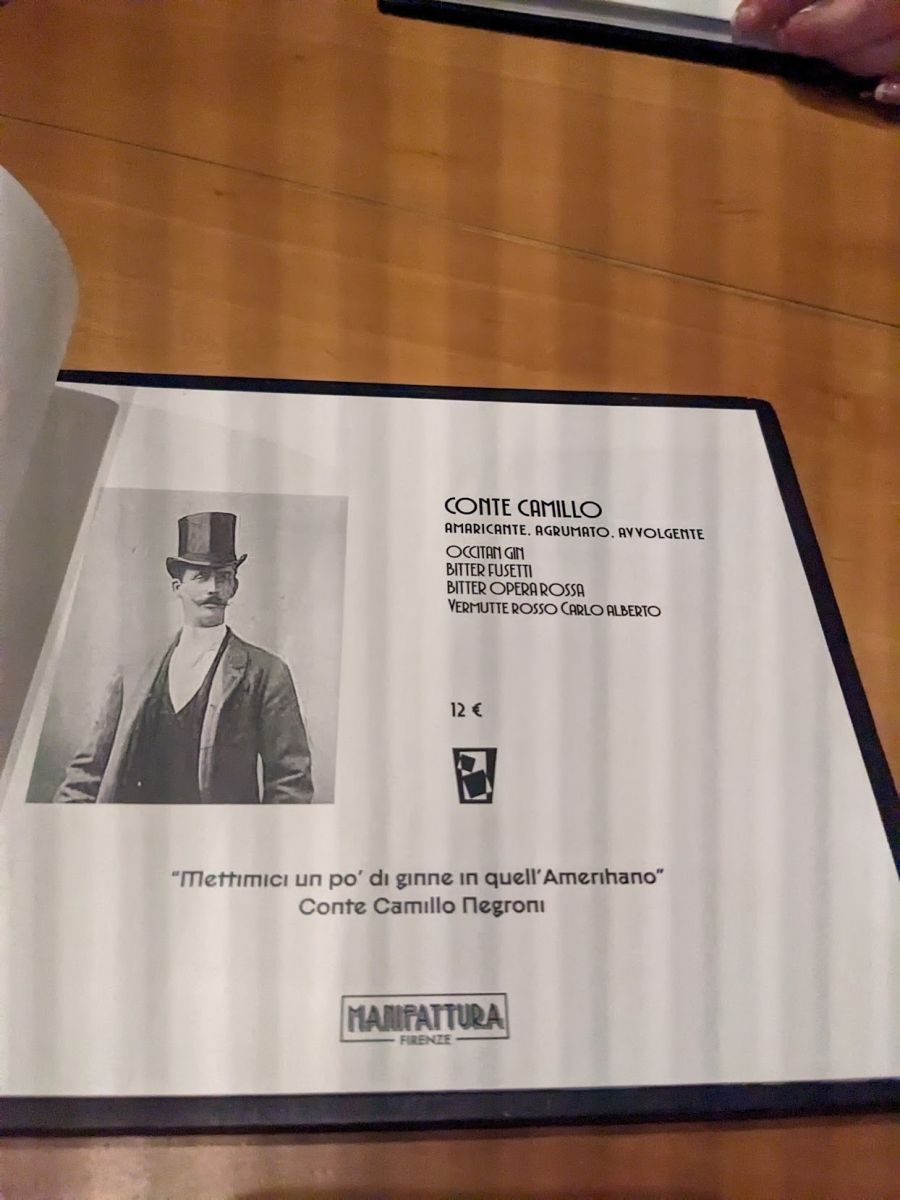 CONTE CAMILLO
AMARICANTE, AGRUMATO, AVVOLGENTE
OCCITAN GIN
BITTER FUSETTI
BITTER OPERA ROSSA
VERMUTTE ROSSO CARLO ALBERTO
12 €
"Mettimici un po' di ginne in quell'Amerihano"
Conte Camillo Negroni
MANIFATTURA
FIRENZE